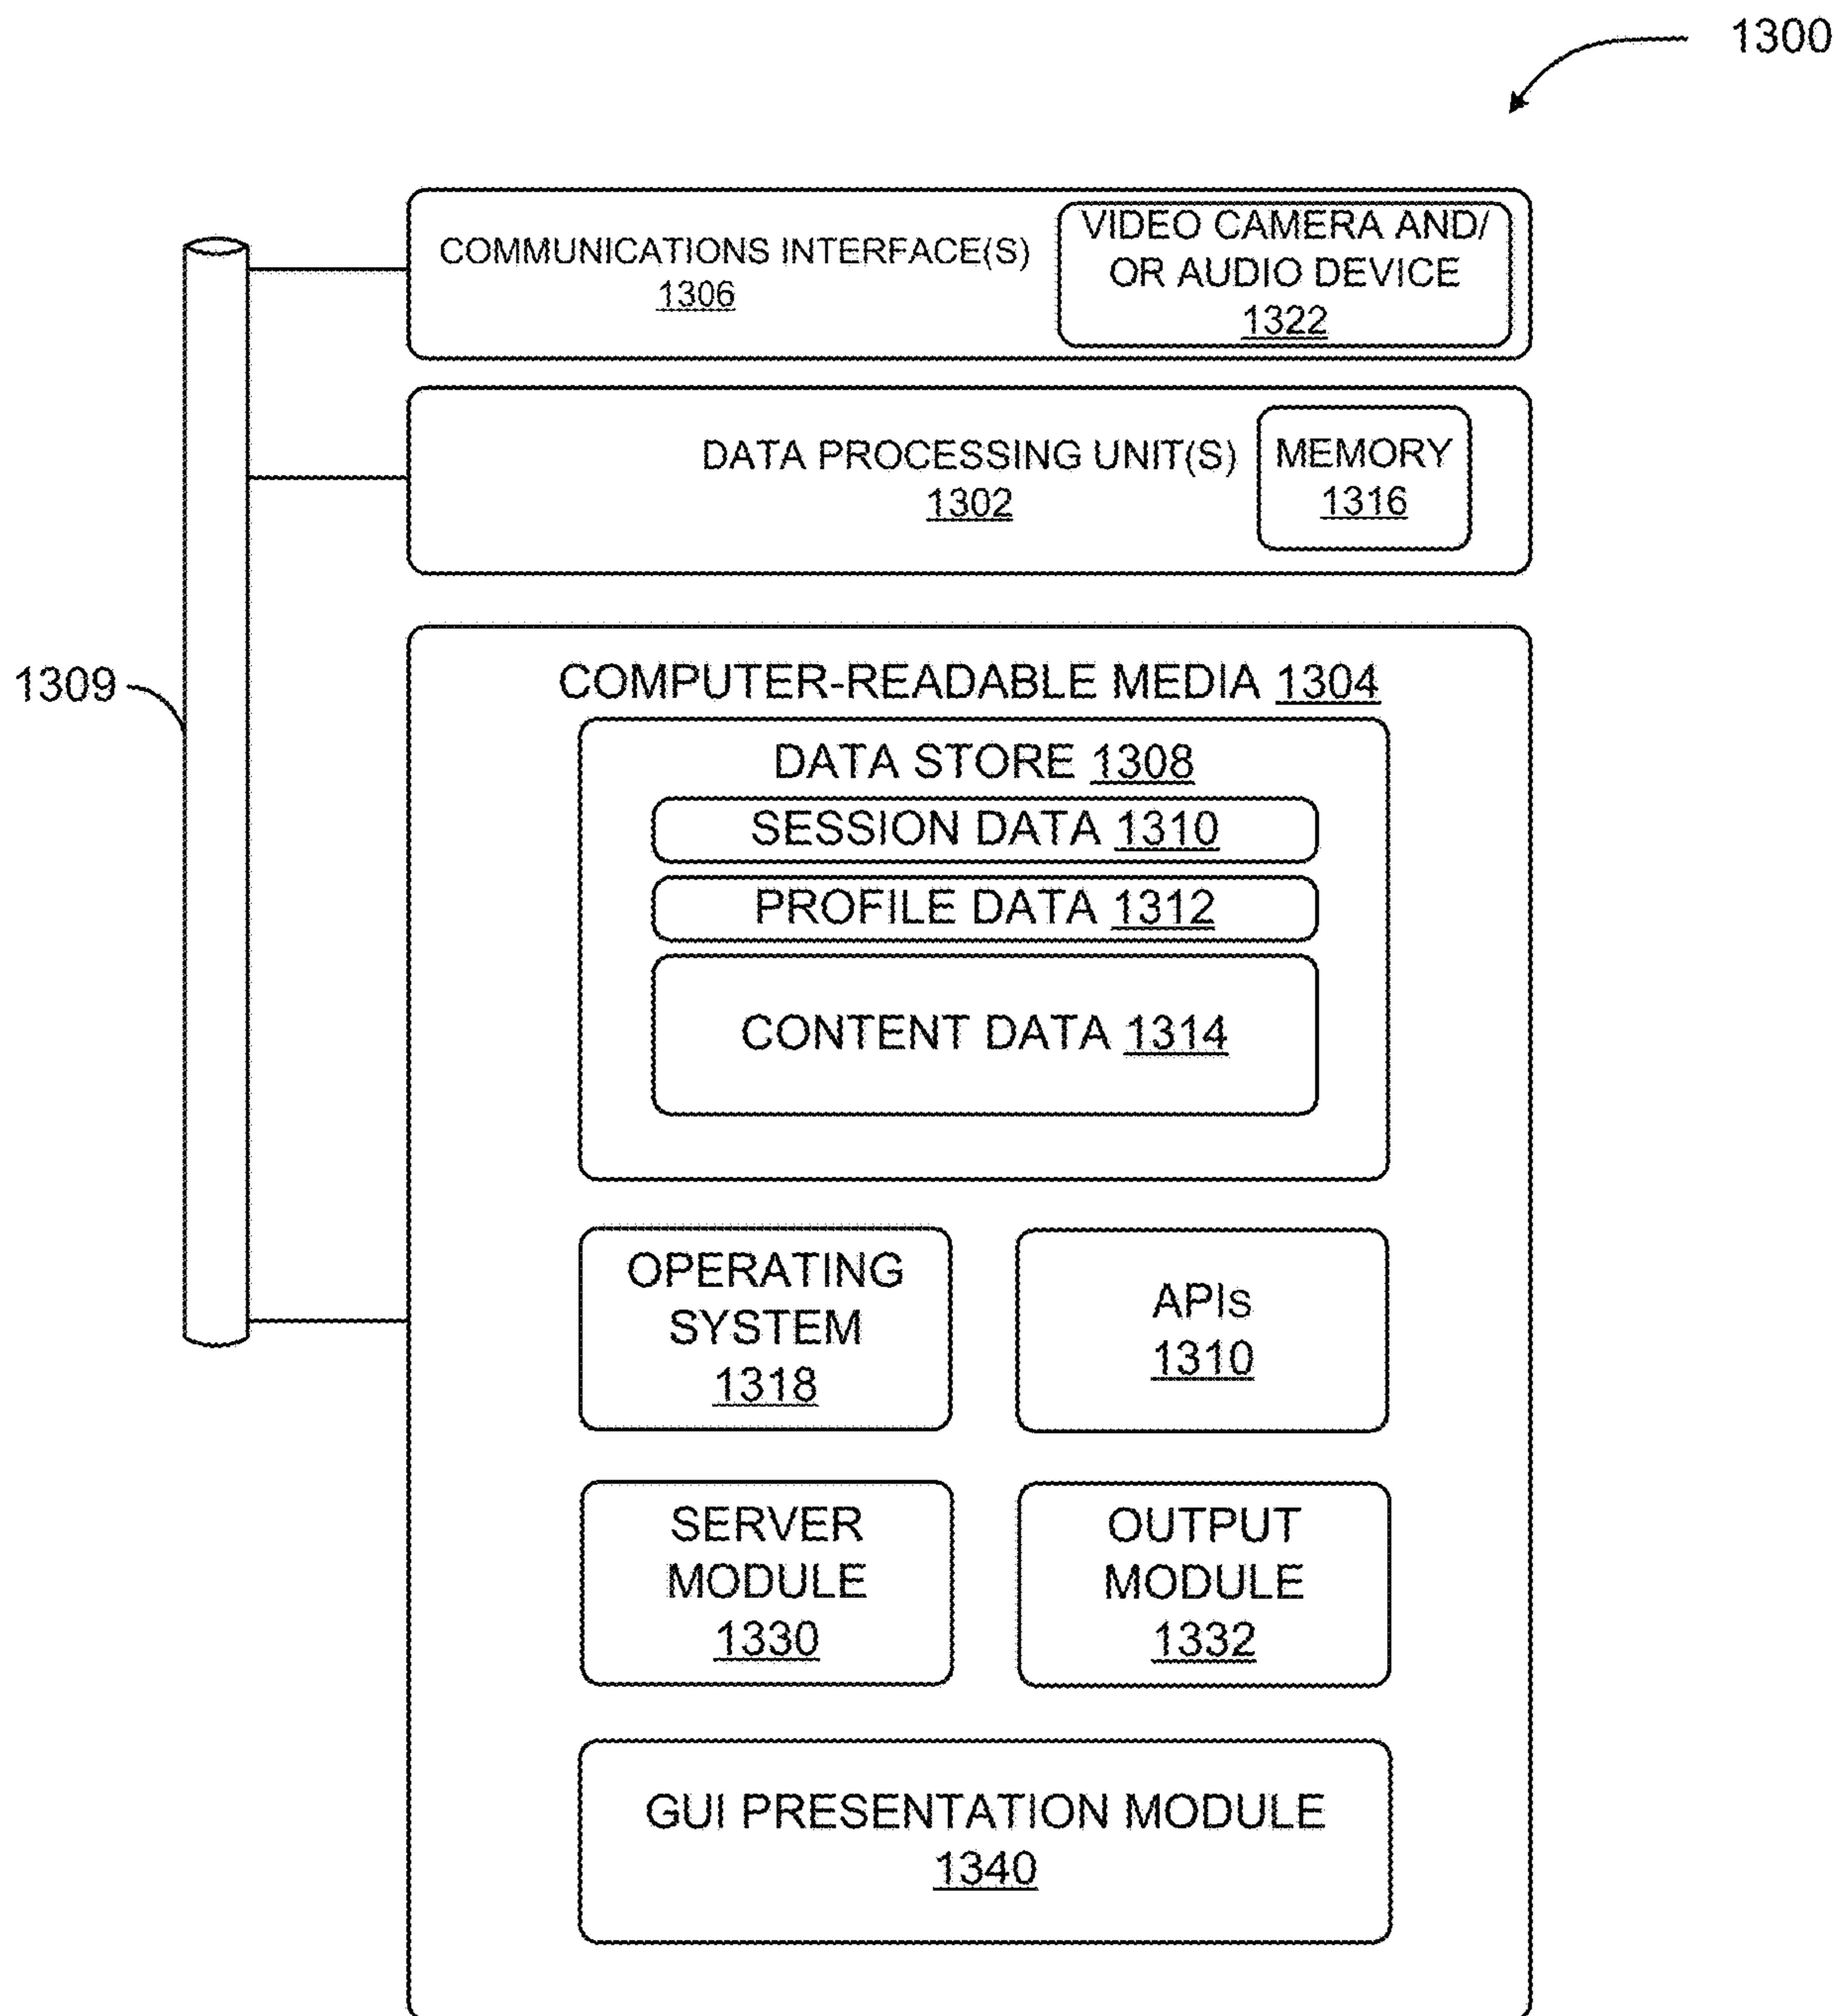 1300
COMMUNICATIONS INTERFACE(S)
1306
VIDEO CAMERA AND/
OR AUDIO DEVICE
1322
DATA PROCESSING UNIT(S)
1302
MEMORY
1316
1309
COMPUTER-READABLE MEDIA 1304
DATA STORE 1308
SESSION DATA 1310
PROFILE DATA 1312
CONTENT DATA 1314
OPERATING
SYSTEM
1318
APIs
1310
SERVER
MODULE
1330
OUTPUT
MODULE
1332
GUI PRESENTATION MODULE
1340